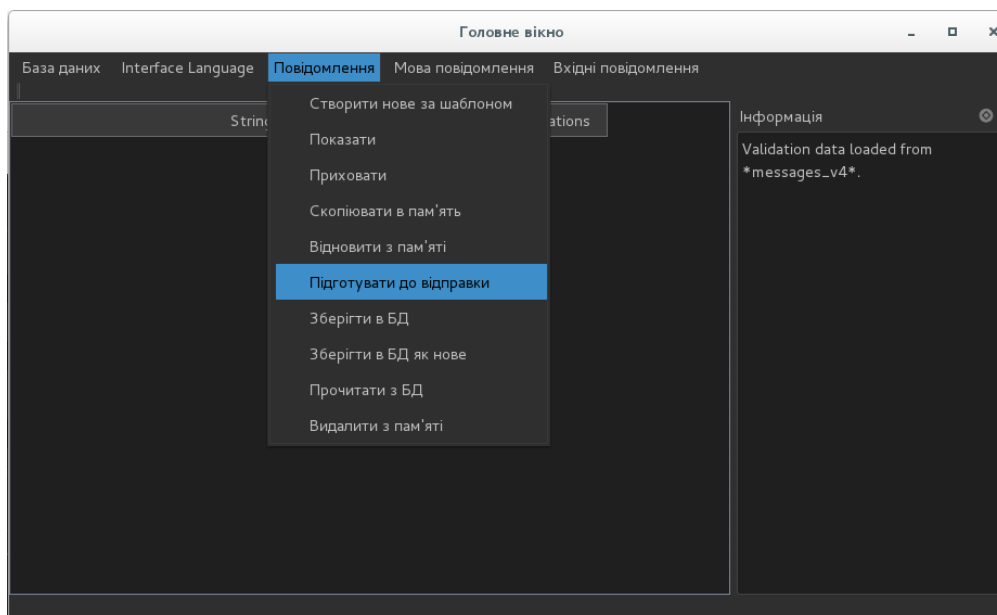 Головне вікно
База даних Interface Language Повідомлення Мова повідомлення Вхідні повідомлення
Створити нове за шаблоном
Показати
Приховати
Скопіювати в пам'ять
Відновити з пам'яті
Підготувати до відправки
Зберігти в БД
Зберігти в БД як нове
Прочитати з БД
Видалити з пам'яті
Інформація
Validation data loaded from
*messages_v4*.